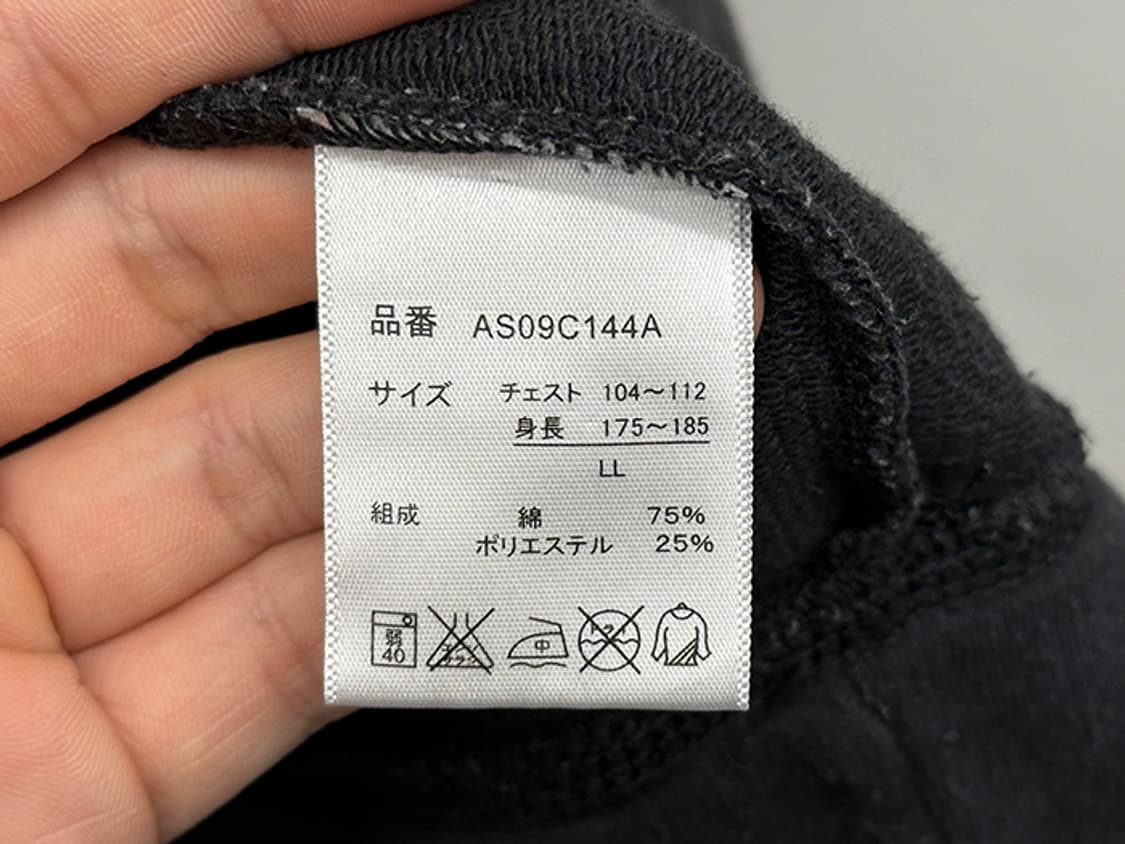 品番 AS09C144A
サイズ チェスト 104〜112
身長 175〜185
LL
組成 綿 75%
ポリエステル 25%
弱
40
中